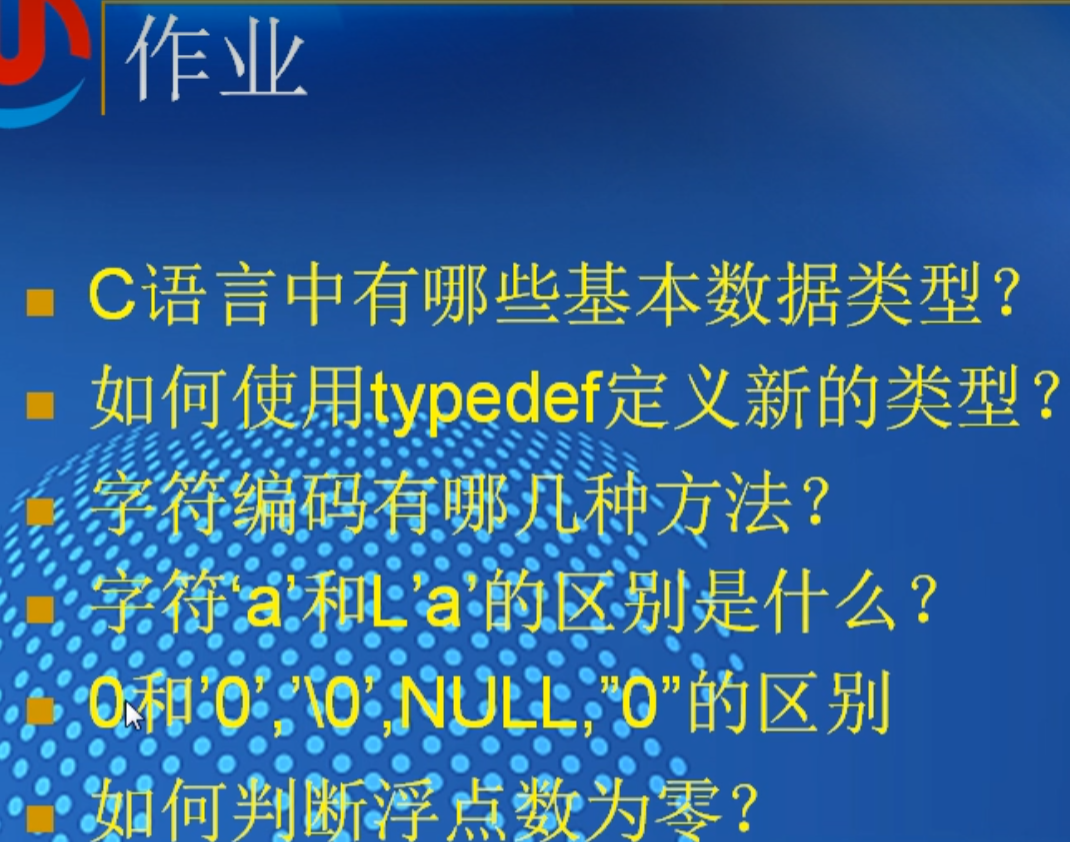 作业
C语言中有哪些基本数据类型？
如何使用typedef定义新的类型？
字符编码有哪几种方法？
字符‘a’和L’a’的区别是什么？
0和’0’,’\0’,NULL,”0”的区别
如何判断浮点数为零？